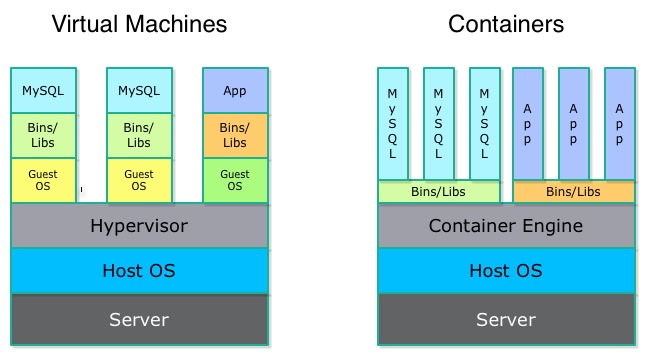 Virtual Machines
MySQL
MySQL
App
Bins/
Libs
Bins/
Libs
Bins/
Libs
Guest
OS
Guest
OS
Guest
OS
Hypervisor
Host OS
Server
Containers
MySQL
MySQL
MySQL
App
App
App
Bins/Libs
Bins/Libs
Container Engine
Host OS
Server